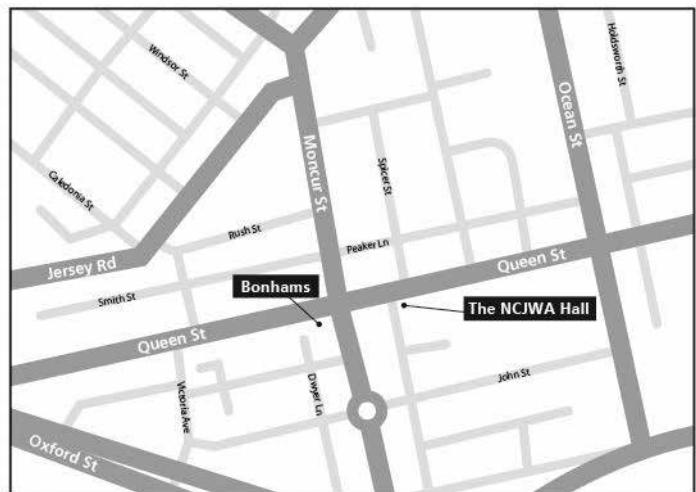 Windsor St
Holdsworth St
Ocean St
Moncur St
Spicer St
Caledonia St
Rush St
Peaker Ln
Queen St
Jersey Rd
Smith St
Bonhams
The NCJWA Hall
Queen St
John St
Victoria Ave
Dwyer Ln
Oxford St